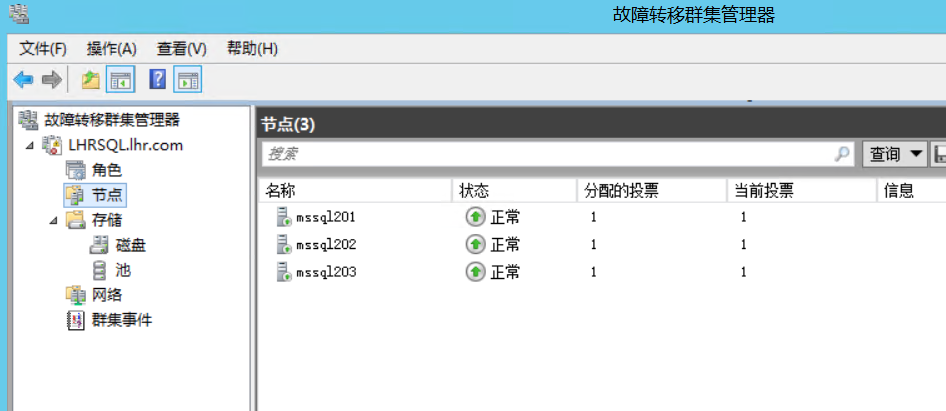 故障转移群集管理器
文件(F) 操作(A) 查看(V) 帮助(H)
故障转移群集管理器
LHRSQL.lhr.com
角色
节点
存储
磁盘
池
网络
群集事件
节点(3)
搜索
查询
名称 状态 分配的投票 当前投票 信息
mssql201 正常 1 1
mssql202 正常 1 1
mssql203 正常 1 1